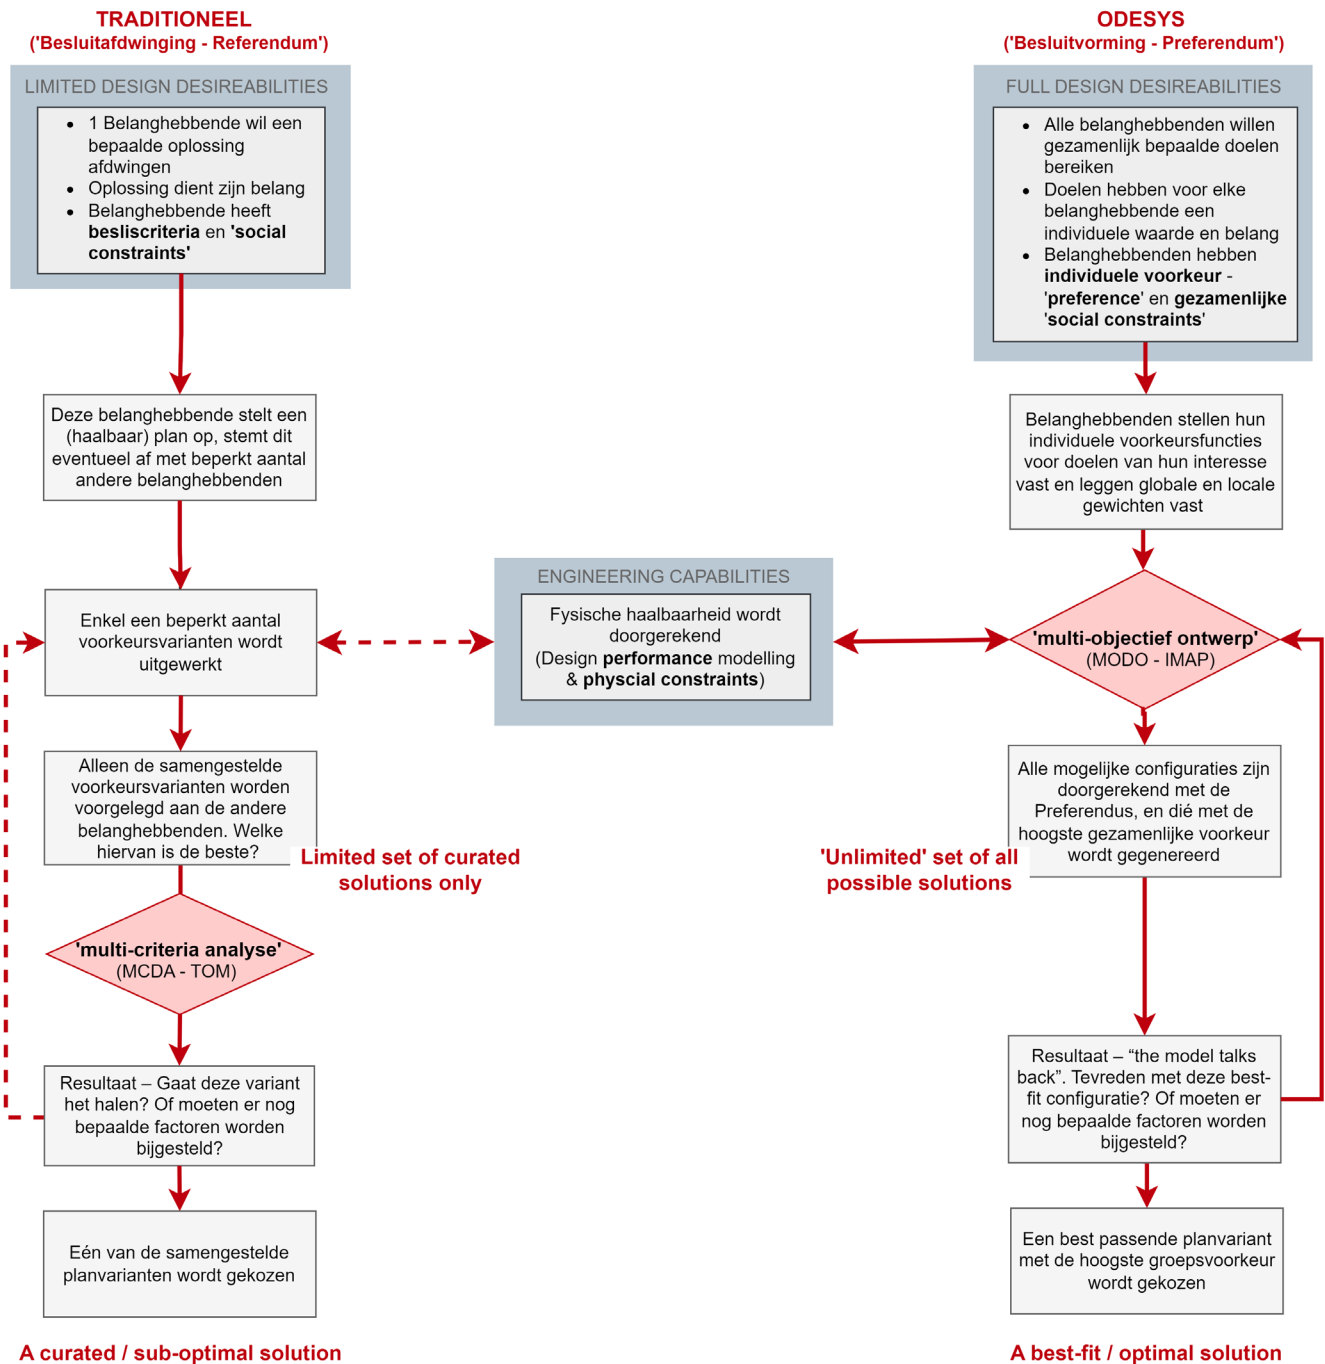 TRADITIONEEL
('Besluitafdwinging - Referendum')
LIMITED DESIGN DESIREABILITIES
• 1 Belanghebbende wil een
bepaalde oplossing
afdwingen
• Oplossing dient zijn belang
• Belanghebbende heeft
besliscriteria en 'social
constraints'
Deze belanghebbende stelt een
(haalbaar) plan op, stemt dit
eventueel af met beperkt aantal
andere belanghebbenden
Enkel een beperkt aantal
voorkeursvarianten wordt
uitgewerkt
Alleen de samengestelde
voorkeursvarianten worden
voorgelegd aan de andere
belanghebbenden. Welke
hiervan is de beste?
Limited set of curated
solutions only
'multi-criteria analyse'
(MCDA - TOM)
Resultaat – Gaat deze variant
het halen? Of moeten er nog
bepaalde factoren worden
bijgesteld?
Eén van de samengestelde
planvarianten wordt gekozen
A curated / sub-optimal solution
ENGINEERING CAPABILITIES
Fysische haalbaarheid wordt
doorgerekend
(Design performance modelling
& physcial constraints)
ODESYS
('Besluitvorming - Preferendum')
FULL DESIGN DESIREABILITIES
• Alle belanghebbenden willen
gezamenlijk bepaalde doelen
bereiken
• Doelen hebben voor elke
belanghebbende een
individuele waarde en belang
• Belanghebbenden hebben
individuele voorkeur -
'preference' en gezamenlijke
'social constraints'
Belanghebbenden stellen hun
individuele voorkeursfuncties
voor doelen van hun interesse
vast en leggen globale en locale
gewichten vast
'multi-objectief ontwerp'
(MODO - IMAP)
Alle mogelijke configuraties zijn
doorgerekend met de
Preferendus, en dié met de
hoogste gezamenlijke voorkeur
wordt gegenereerd
'Unlimited' set of all
possible solutions
Resultaat – “the model talks
back”. Tevreden met deze best-
fit configuratie? Of moeten er
nog bepaalde factoren worden
bijgesteld?
Een best passende planvariant
met de hoogste groepsvoorkeur
wordt gekozen
A best-fit / optimal solution